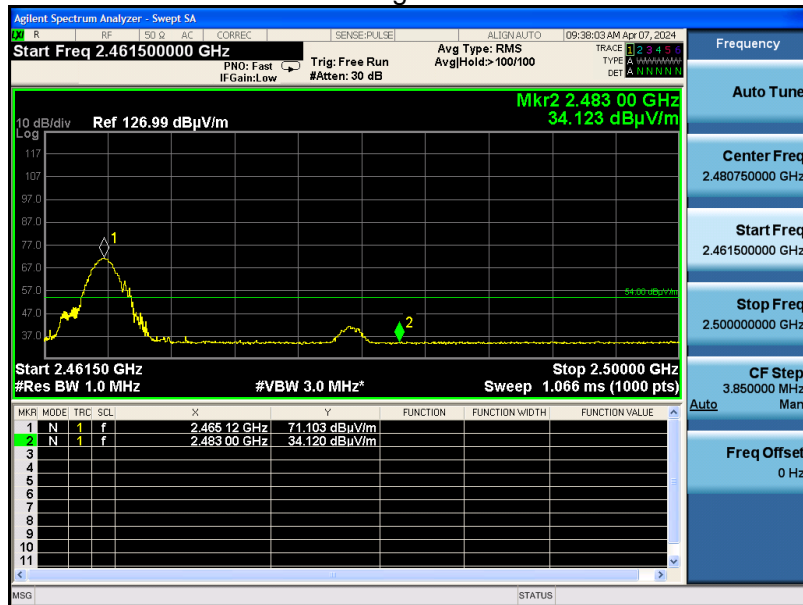 Agilent Spectrum Analyzer - Swept SA
LXI R RF 50 Ω AC CORREC SENSE:PULSE ALIGN AUTO 09:38:03 AM Apr 07, 2024
Start Freq 2.461500000 GHz
PNO: Fast
IFGain:Low
Trig: Free Run
#Atten: 30 dB
Avg Type: RMS
Avg|Hold:>100/100
TRACE 1 2 3 4 5 6
TYPE A WWWWW
DET A N N N N N
Mkr2 2.483 00 GHz
34.123 dBµV/m
10 dB/div
Log
Ref 126.99 dBµV/m
117
107
97.0
87.0
77.0
67.0
57.0
47.0
37.0
1
2
54.00 dBµV/m
Start 2.46150 GHz Stop 2.50000 GHz
#Res BW 1.0 MHz #VBW 3.0 MHz* Sweep 1.066 ms (1000 pts)
MKR MODE TRC SCL X Y FUNCTION FUNCTION WIDTH FUNCTION VALUE
1 N 1 f 2.465 12 GHz 71.103 dBµV/m
2 N 1 f 2.483 00 GHz 34.120 dBµV/m
3
4
5
6
7
8
9
10
11
MSG STATUS
Frequency
Auto Tune
Center Freq
2.480750000 GHz
Start Freq
2.461500000 GHz
Stop Freq
2.500000000 GHz
CF Step
3.850000 MHz
Auto Man
Freq Offset
0 Hz